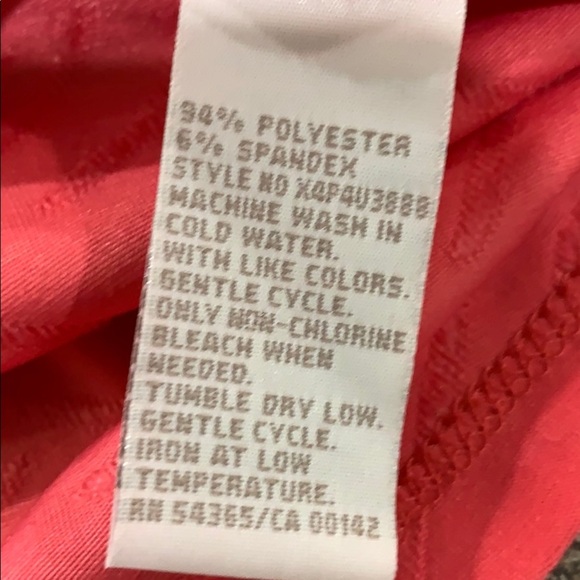 94% POLYESTER
6% SPANDEX
STYLE NO X4P4U3888
MACHINE WASH IN
COLD WATER.
WITH LIKE COLORS.
GENTLE CYCLE.
ONLY NON-CHLORINE
BLEACH WHEN
NEEDED.
TUMBLE DRY LOW.
GENTLE CYCLE.
IRON AT LOW
TEMPERATURE.
RN 54365/CA 00142